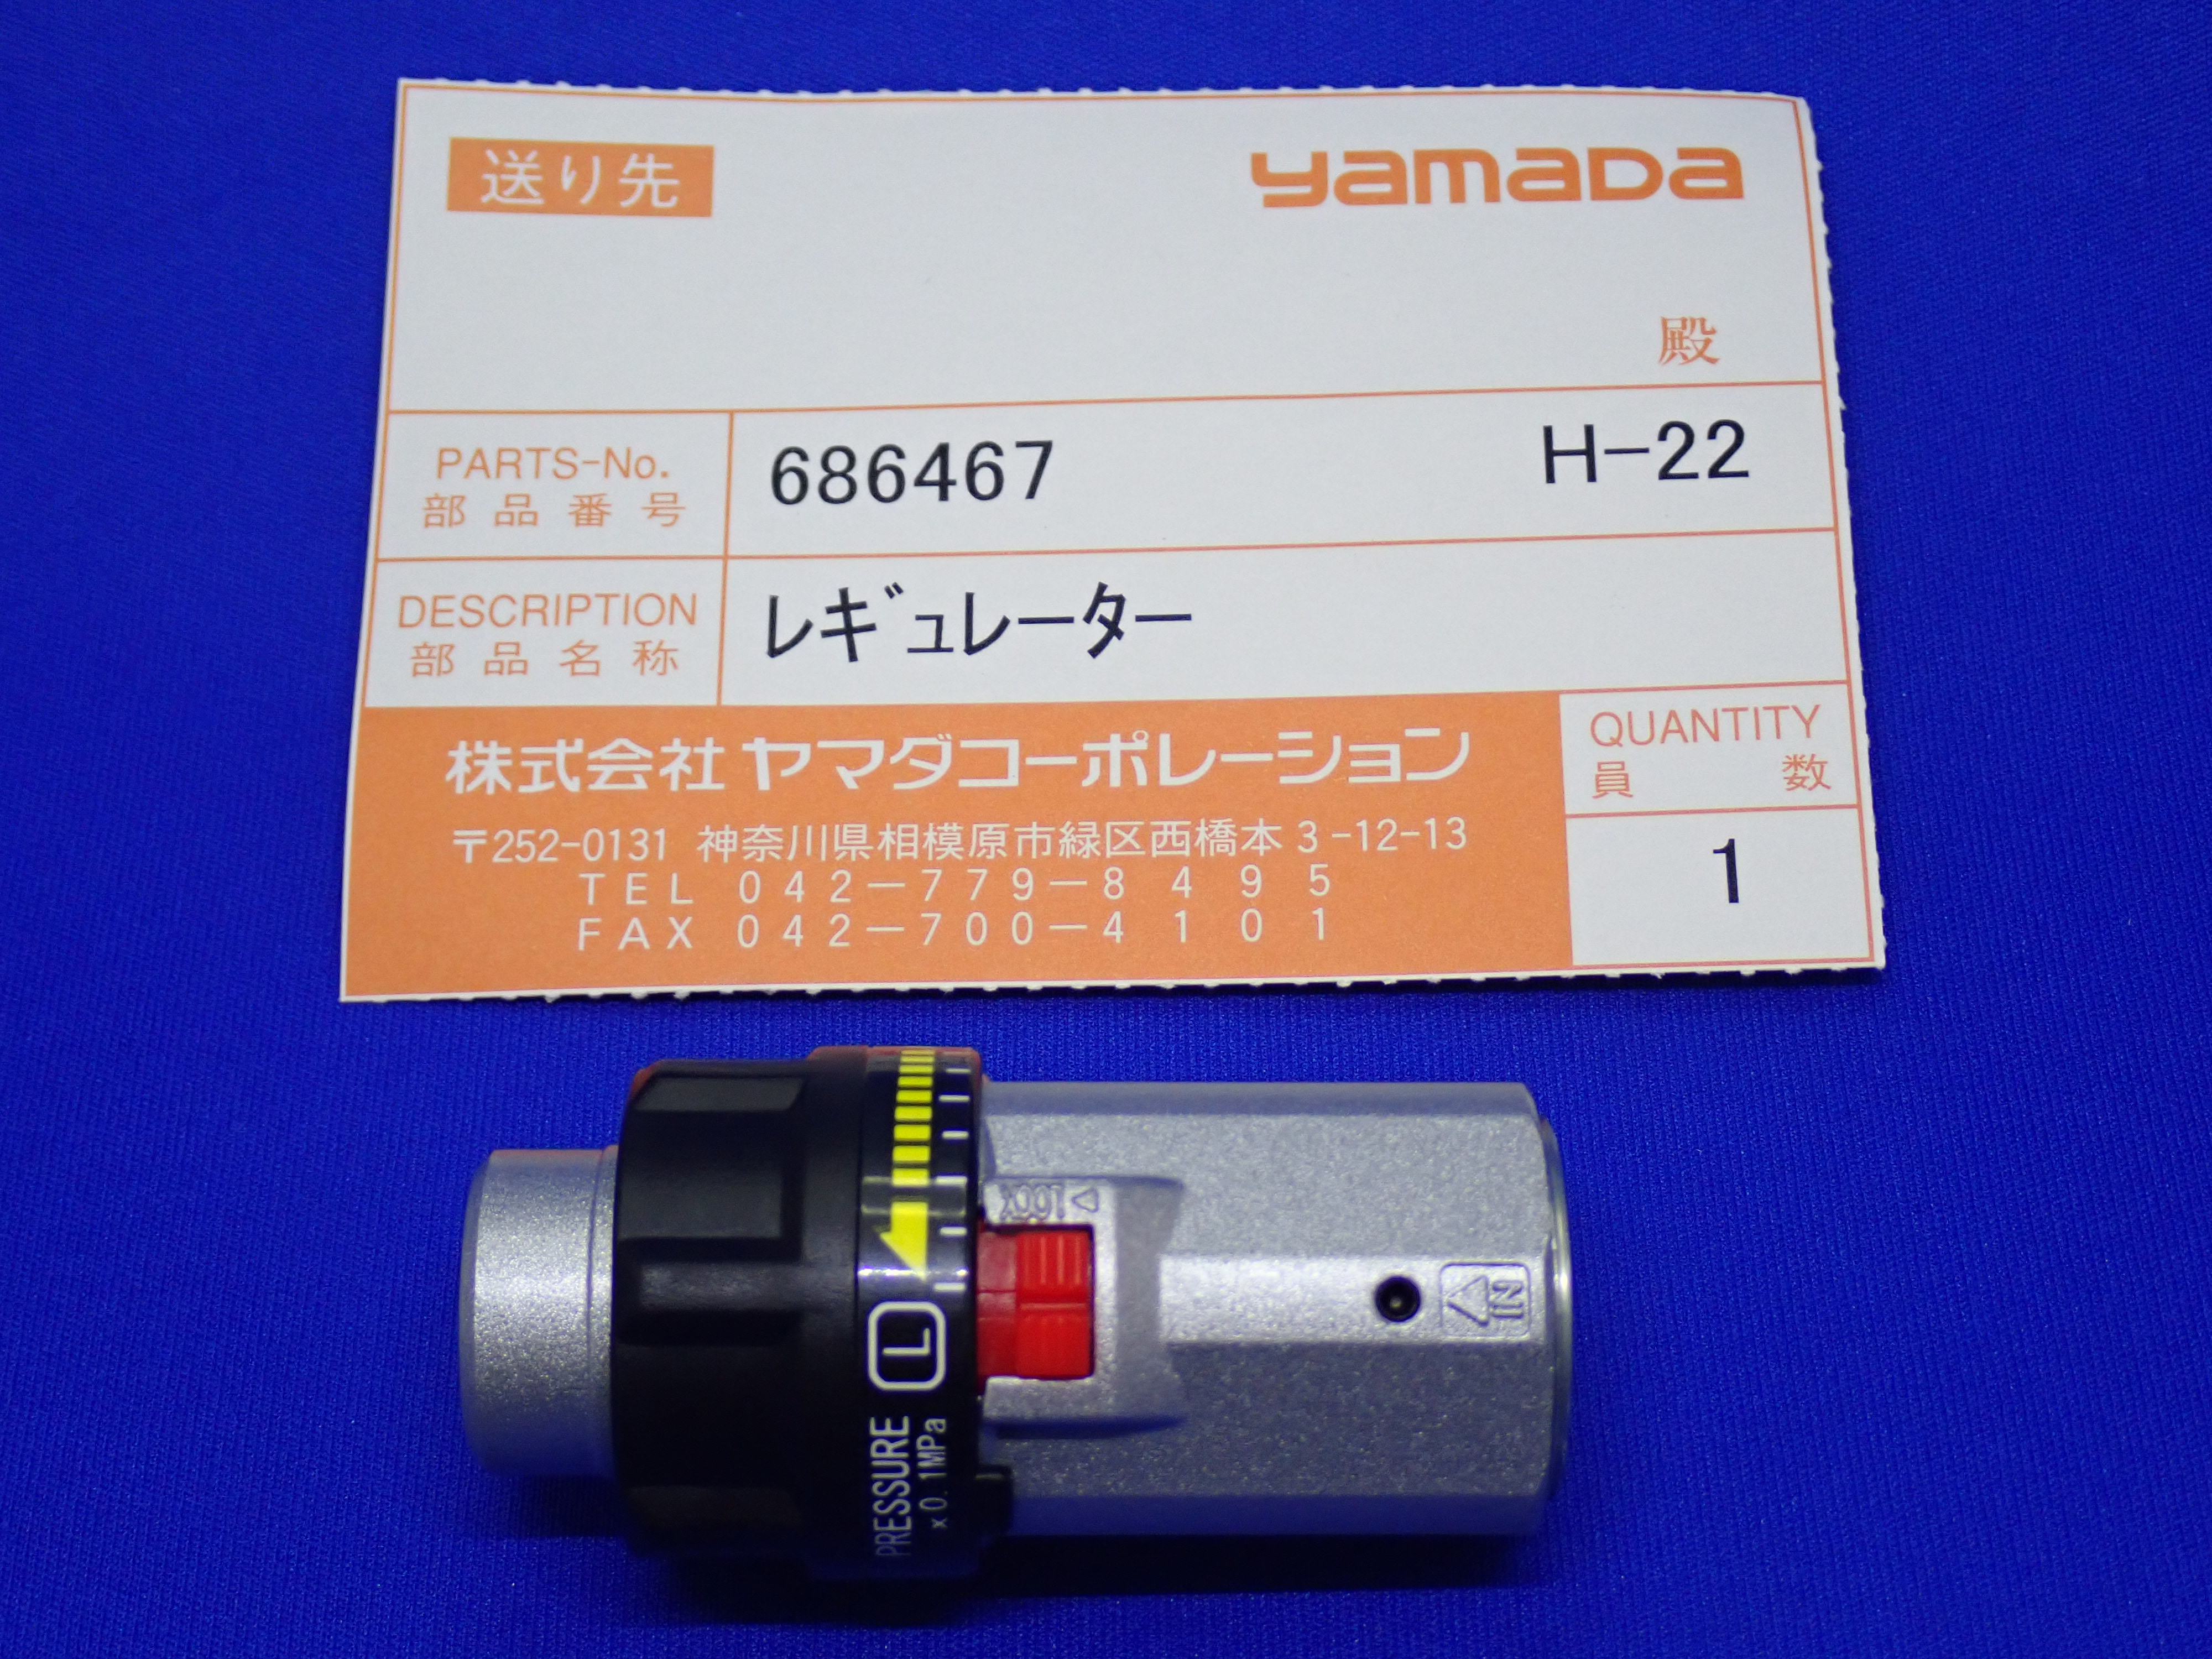 送り先
yamada
殿
PARTS-No.
部品番号
686467 H-22
DESCRIPTION
部品名称
レギュレーター
株式会社ヤマダコーポレーション
〒252-0131 神奈川県相模原市緑区西橋本3-12-13
TEL 042-779-8495
FAX 042-700-4101
QUANTITY
員数
1
LOCK
IN
L
PRESSURE
×0.1MPa